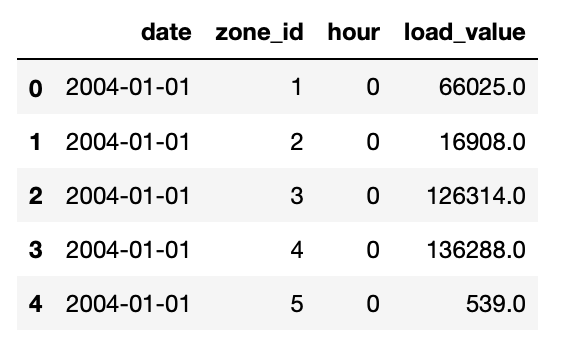 date zone_id hour load_value
0 2004-01-01 1 0 66025.0
1 2004-01-01 2 0 16908.0
2 2004-01-01 3 0 126314.0
3 2004-01-01 4 0 136288.0
4 2004-01-01 5 0 539.0